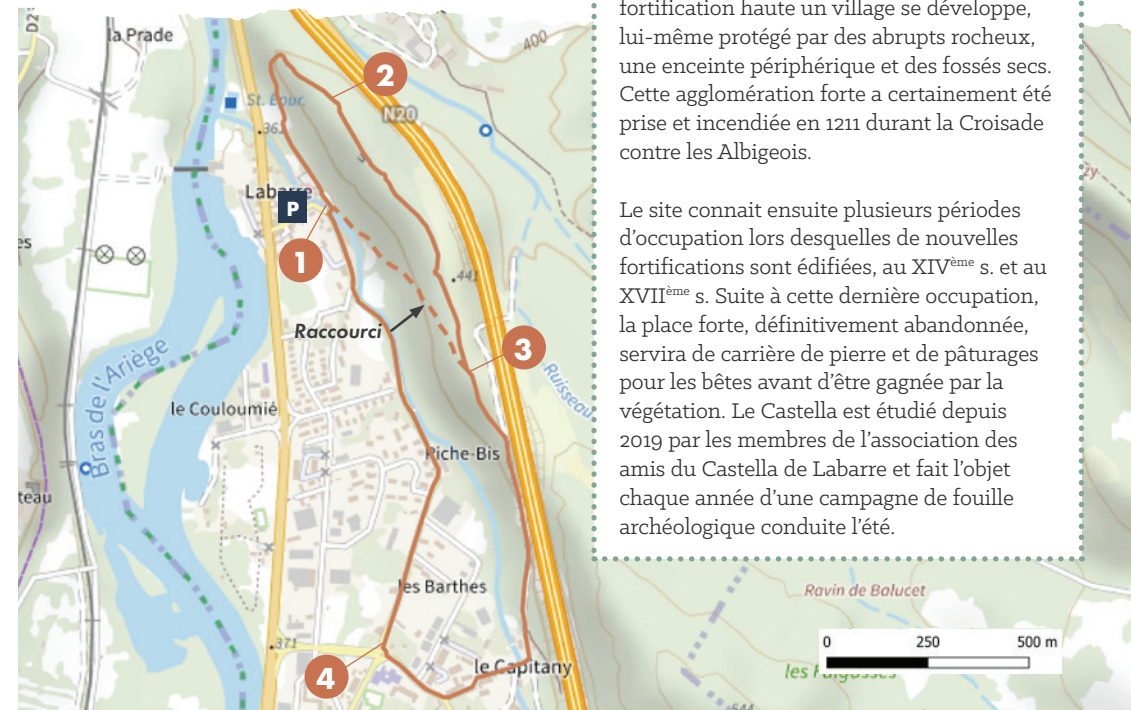 fortification haute un village se développe,
lui-même protégé par des abrupts rocheux,
une enceinte périphérique et des fossés secs.
Cette agglomération forte a certainement été
prise et incendiée en 1211 durant la Croisade
contre les Albigeois.
Le site connait ensuite plusieurs périodes
d'occupation lors desquelles de nouvelles
fortifications sont édifiées, au XIVème s. et au
XVIIème s. Suite à cette dernière occupation,
la place forte, définitivement abandonnée,
servira de carrière de pierre et de pâturages
pour les bêtes avant d'être gagnée par la
végétation. Le Castella est étudié depuis
2019 par les membres de l'association des
amis du Castella de Labarre et fait l'objet
chaque année d'une campagne de fouille
archéologique conduite l'été.
la Prade
400
2
St. Épur.
N20
.361
Labarre
P
1
.441
Raccourci
3
Bras de l'Ariège
Ruisseau
le Couloumié
Piche-Bis
teau
les Barthes
Ravin de Balucet
0 250 500 m
.371
4
le Capitany
les
.544